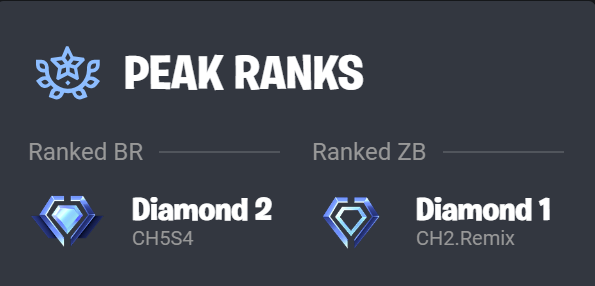 PEAK RANKS
Ranked BR
Ranked ZB
Diamond 2
CH5S4
Diamond 1
CH2.Remix